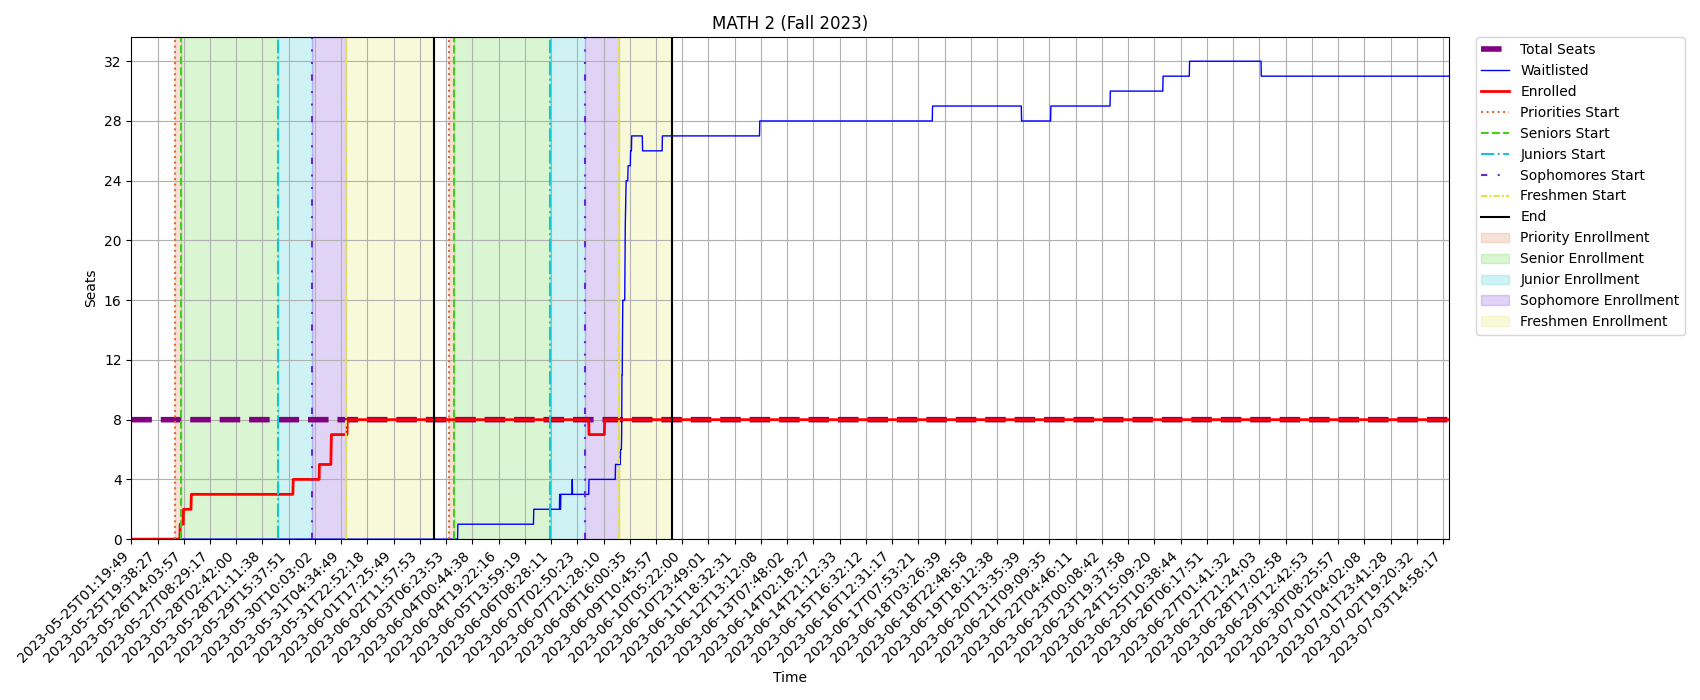 MATH 2 (Fall 2023)
Seats
32
28
24
20
16
12
8
4
0
Total Seats
Waitlisted
Enrolled
Priorities Start
Seniors Start
Juniors Start
Sophomores Start
Freshmen Start
End
Priority Enrollment
Senior Enrollment
Junior Enrollment
Sophomore Enrollment
Freshmen Enrollment
2023-05-25T01:19:49
2023-05-25T19:38:27
2023-05-26T14:03:57
2023-05-27T08:29:17
2023-05-28T02:42:00
2023-05-28T21:11:38
2023-05-29T15:37:51
2023-05-30T10:03:02
2023-05-31T04:34:49
2023-05-31T22:52:18
2023-06-01T17:25:49
2023-06-02T11:57:53
2023-06-03T06:23:53
2023-06-04T00:44:38
2023-06-04T19:22:16
2023-06-05T13:59:19
2023-06-06T08:28:11
2023-06-07T02:50:23
2023-06-07T21:28:10
2023-06-08T16:00:35
2023-06-09T10:45:57
2023-06-10T05:22:00
2023-06-10T23:49:01
2023-06-11T18:32:31
2023-06-12T13:12:08
2023-06-13T07:48:02
2023-06-14T02:18:27
2023-06-14T21:12:33
2023-06-15T16:32:12
2023-06-16T12:31:17
2023-06-17T07:53:21
2023-06-18T03:26:39
2023-06-18T22:48:58
2023-06-19T18:12:38
2023-06-20T13:35:39
2023-06-21T09:09:35
2023-06-22T04:46:11
2023-06-23T00:08:42
2023-06-23T19:37:58
2023-06-24T15:09:20
2023-06-25T10:38:44
2023-06-26T06:17:51
2023-06-27T01:41:32
2023-06-27T21:24:03
2023-06-28T17:02:58
2023-06-29T12:42:53
2023-06-30T08:25:57
2023-07-01T04:02:08
2023-07-01T23:41:28
2023-07-02T19:20:32
2023-07-03T14:58:17
Time